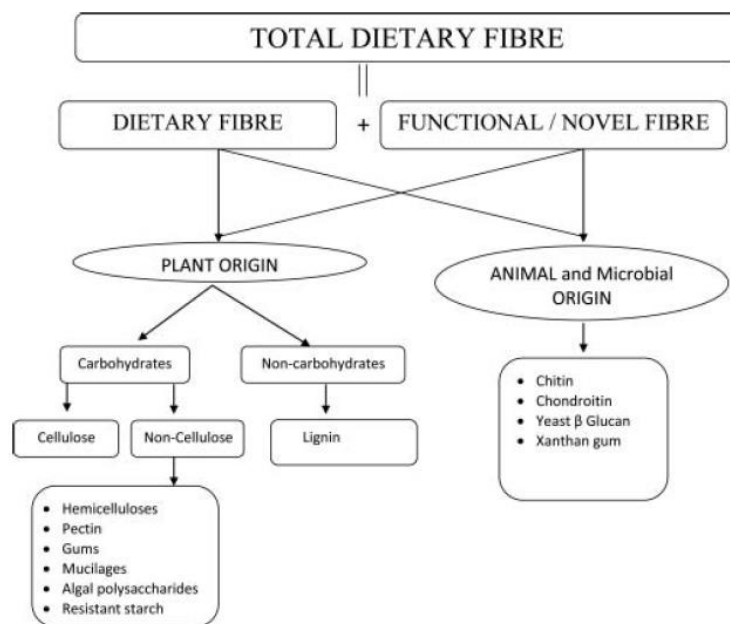 TOTAL DIETARY FIBRE
||
DIETARY FIBRE
+
FUNCTIONAL / NOVEL FIBRE
PLANT ORIGIN
ANIMAL and Microbial
ORIGIN
Carbohydrates
Non-carbohydrates
Cellulose
Non-Cellulose
Lignin
• Chitin
• Chondroitin
• Yeast β Glucan
• Xanthan gum
• Hemicelluloses
• Pectin
• Gums
• Mucilages
• Algal polysaccharides
• Resistant starch